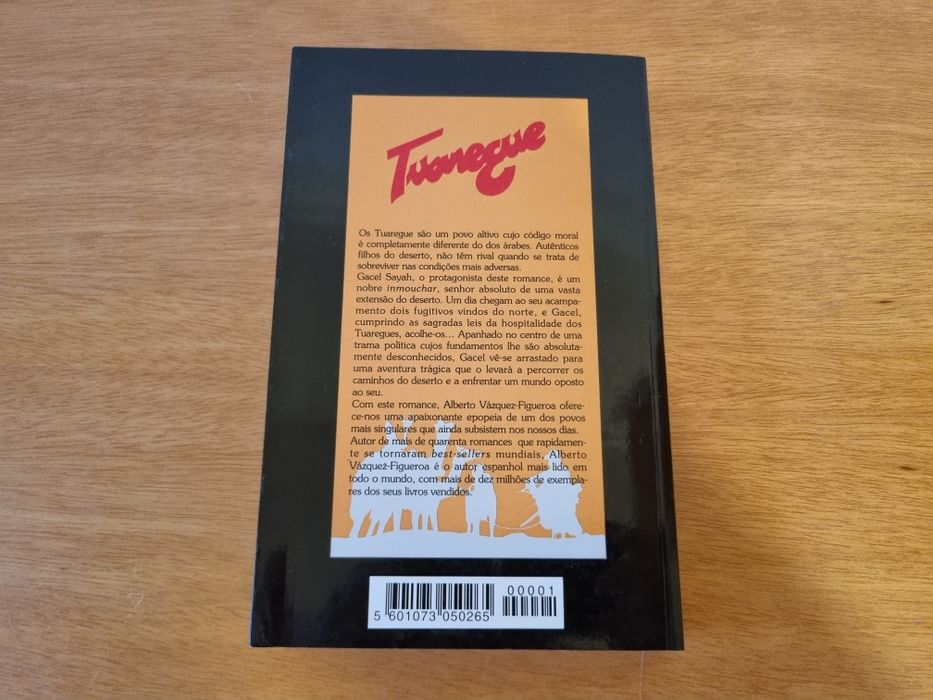 Tuaregue
Os Tuaregue são um povo altivo cujo código moral
é completamente diferente do dos árabes. Autênticos
filhos do deserto, não têm rival quando se trata de
sobreviver nas condições mais adversas.
Gacel Sayah, o protagonista deste romance, é um
nobre inmouchar, senhor absoluto de uma vasta
extensão do deserto. Um dia chegam ao seu acampa-
mento dois fugitivos vindos do norte, e Gacel,
cumprindo as sagradas leis da hospitalidade dos
Tuaregues, acolhe-os... Apanhado no centro de uma
trama política cujos fundamentos lhe são absoluta-
mente desconhecidos, Gacel vê-se arrastado para
uma aventura trágica que o levará a percorrer os
caminhos do deserto e a enfrentar um mundo oposto
ao seu.
Com este romance, Alberto Vázquez-Figueroa ofere-
ce-nos uma apaixonante epopeia de um dos povos
mais singulares que ainda subsistem nos nossos dias.
Autor de mais de quarenta romances que rapidamen-
te se tornaram best-sellers mundiais, Alberto
Vázquez-Figueroa é o autor espanhol mais lido em
todo o mundo, com mais de dez milhões de exempla-
res dos seus livros vendidos.
00001
5 601073 050265